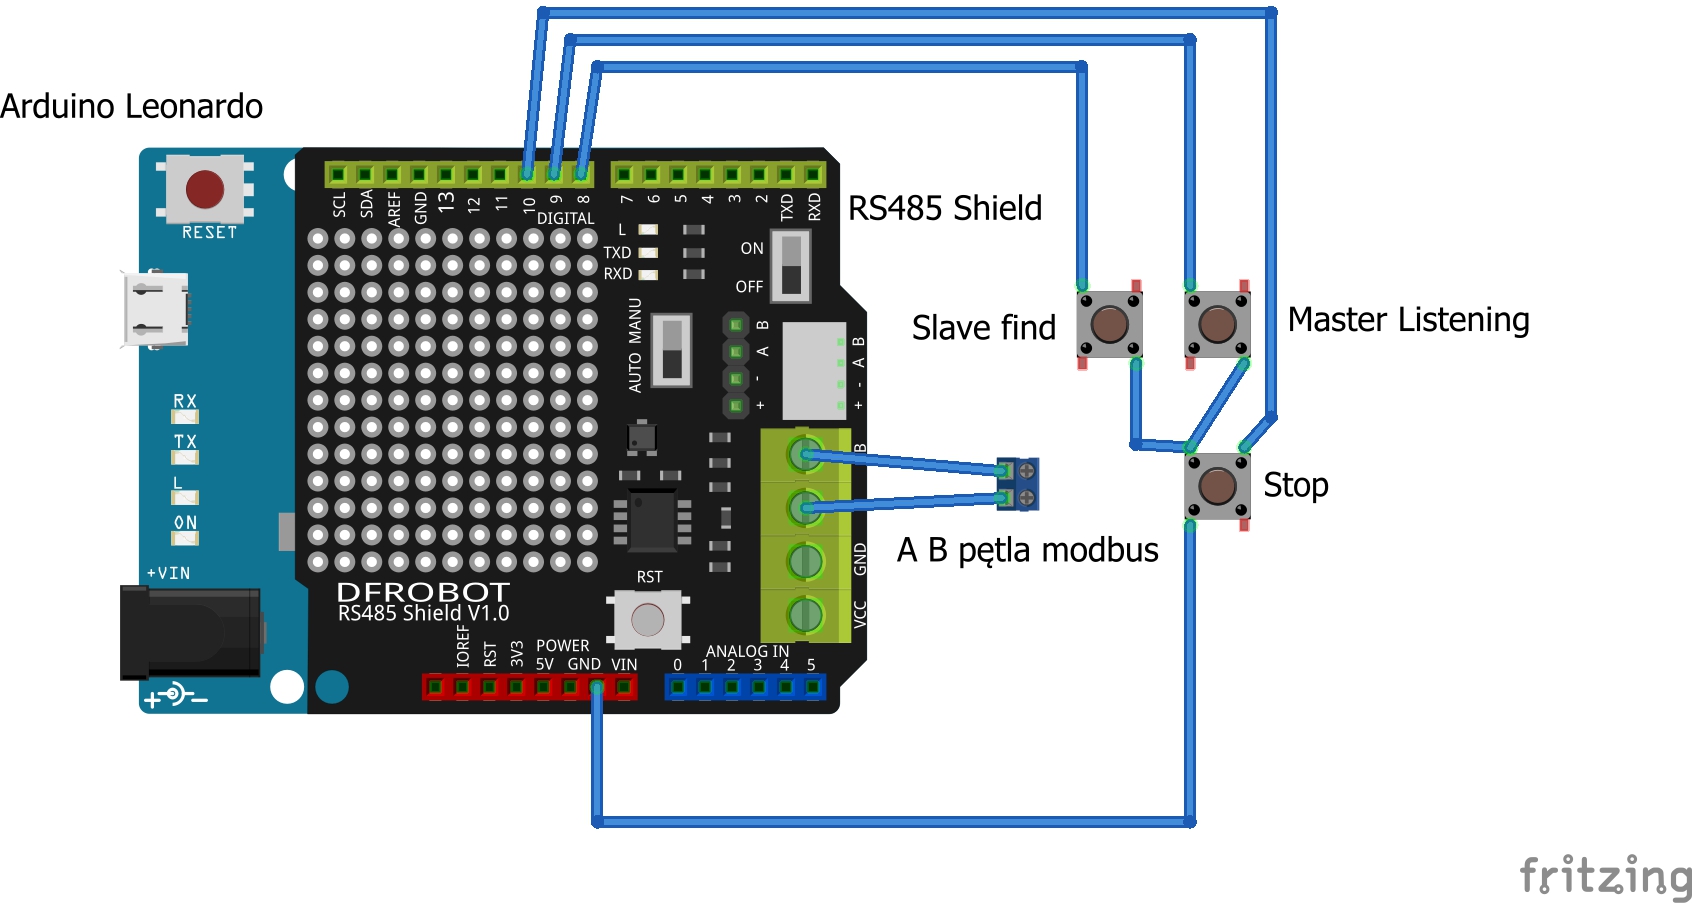 Arduino Leonardo
RESET
SCL
SDA
AREF
GND
13
12
11
10
9
8
DIGITAL
7
6
5
4
3
2
TXD
RXD
RS485 Shield
L
TXD
RXD
ON
OFF
AUTO MANU
B
A
-
+
B
A
-
+
Slave find
Master Listening
RX
TX
L
ON
B
Stop
A B pętla modbus
GND
VCC
+VIN
DFROBOT
RS485 Shield V1.0
RST
IOREF
RST
3V3
POWER
5V
GND
VIN
ANALOG IN
0
1
2
3
4
5
+ -
fritzing